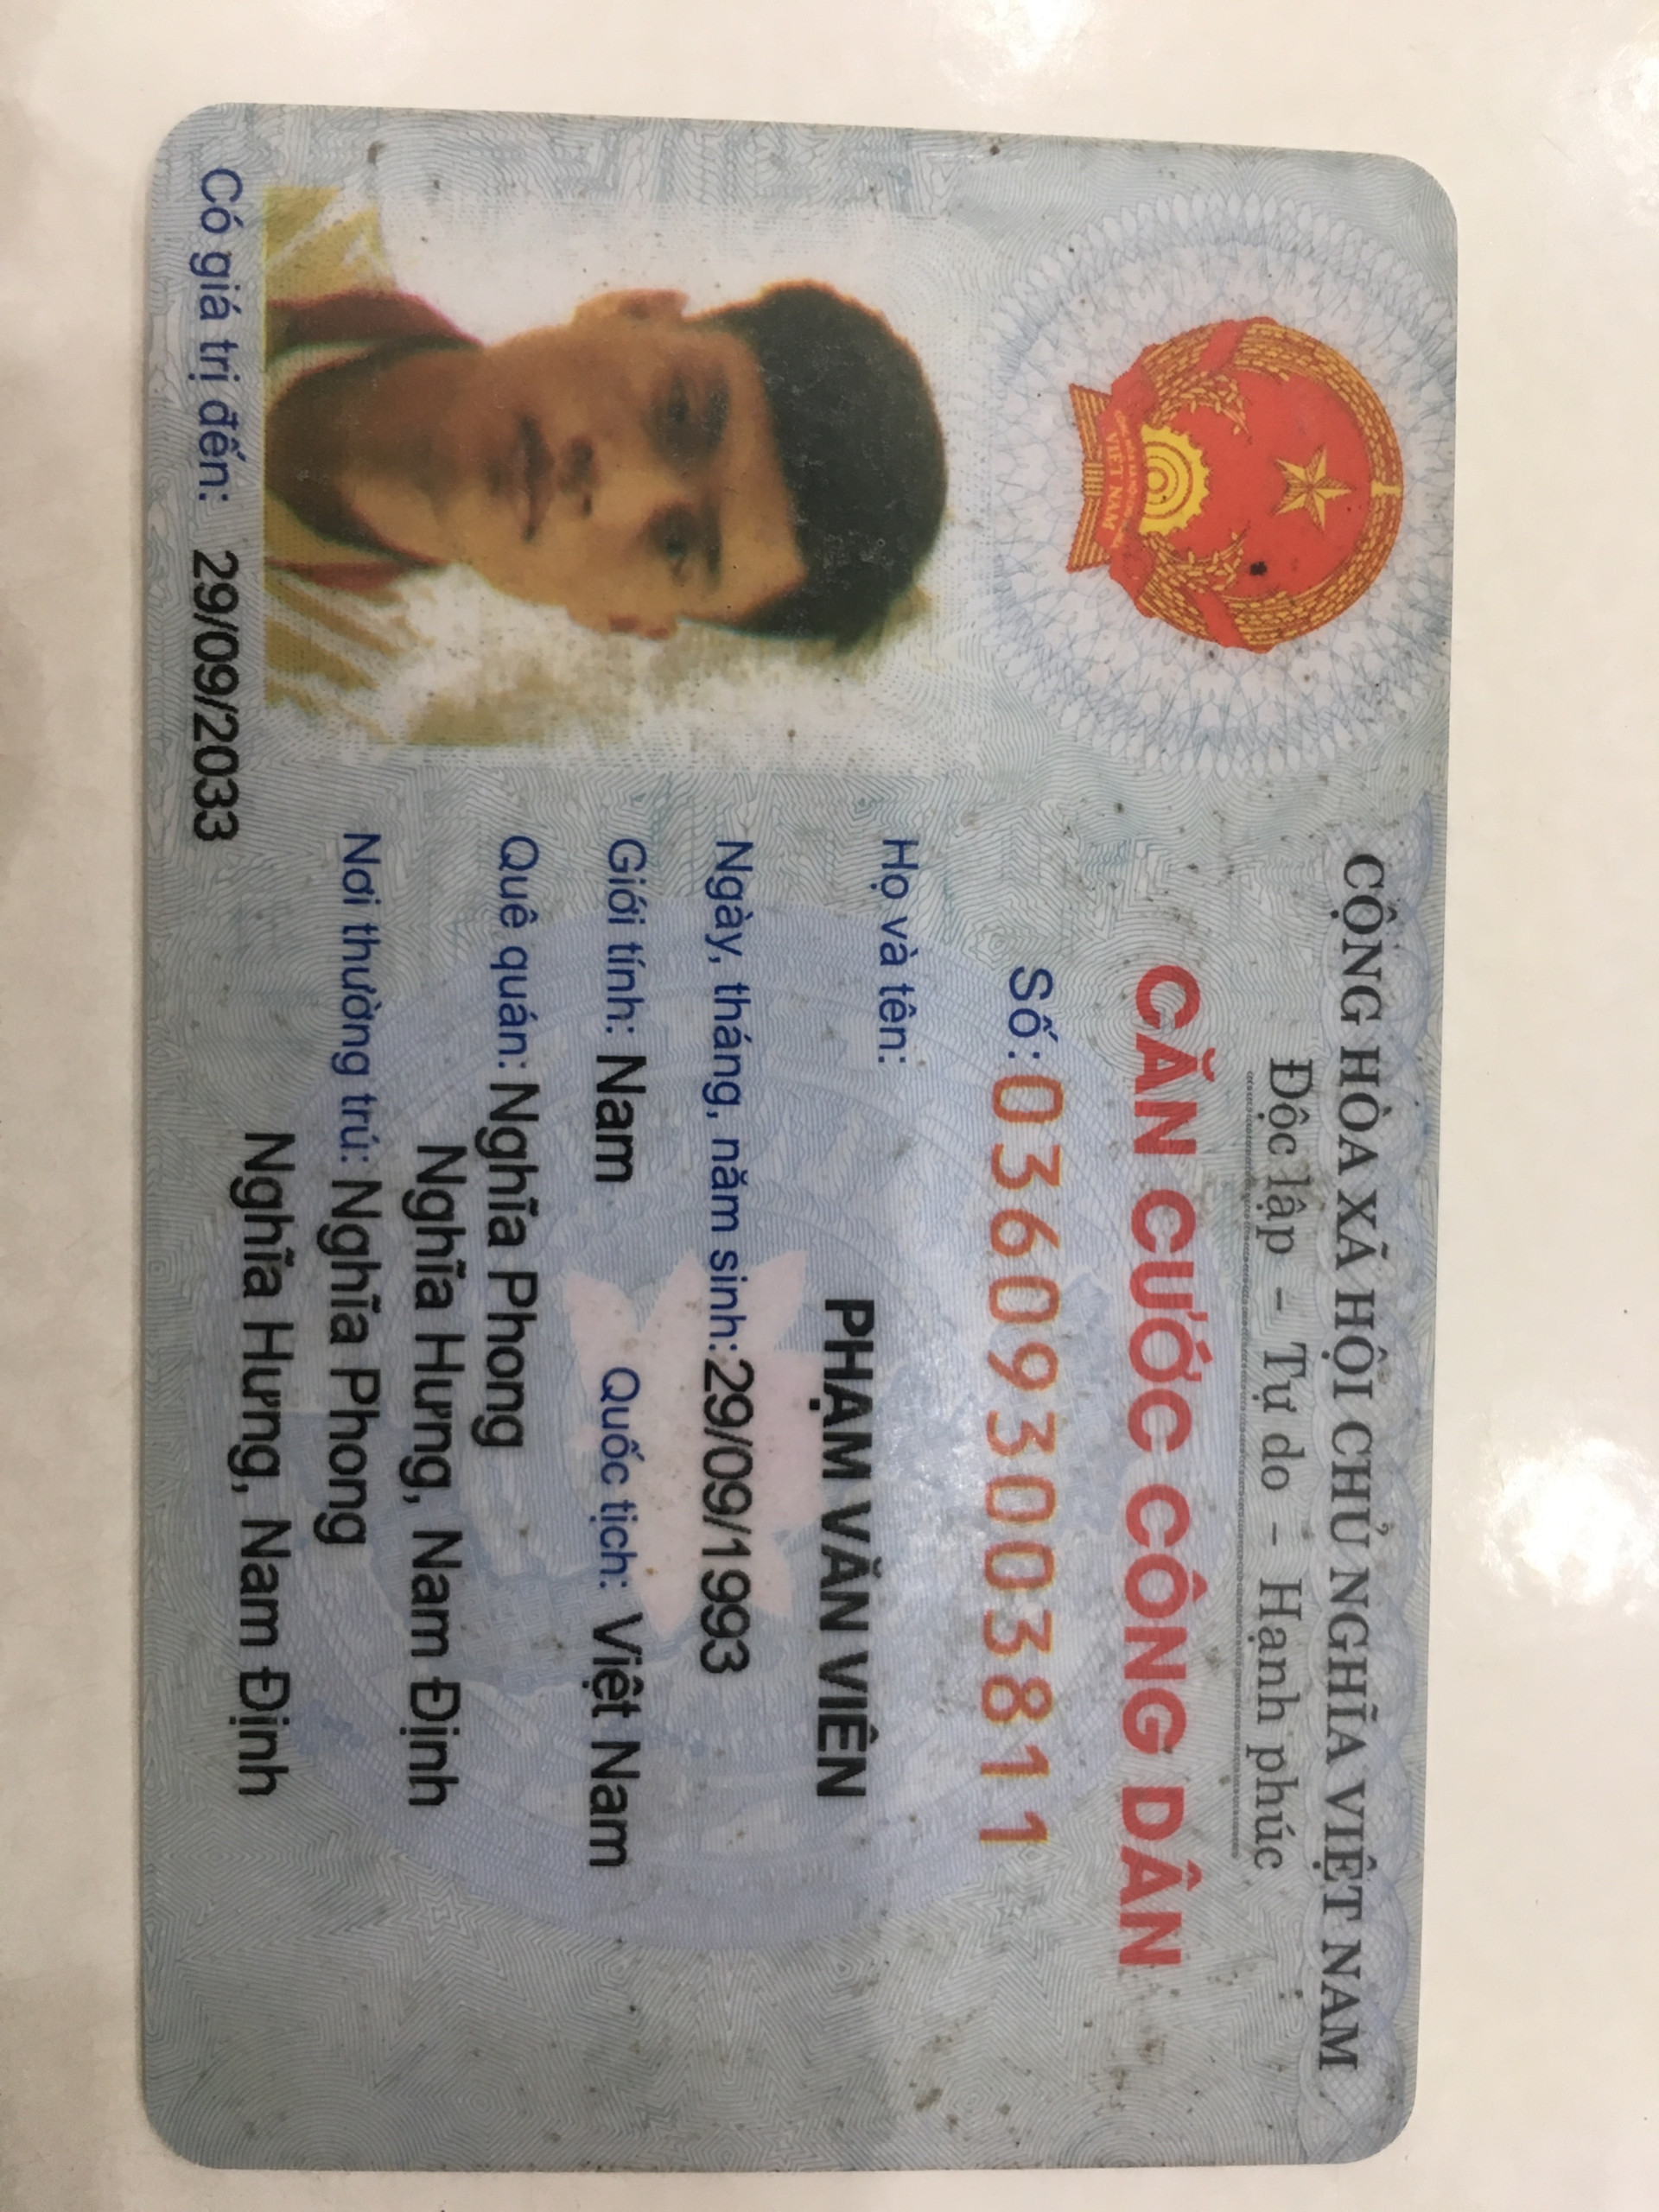 CỘNG HÒA XÃ HỘI CHỦ NGHĨA VIỆT NAM
Độc lập - Tự do - Hạnh phúc
CĂN CƯỚC CÔNG DÂN
Số: 036093003811
Họ và tên:
PHẠM VĂN VIÊN
Ngày, tháng, năm sinh: 29/09/1993
Giới tính: Nam Quốc tịch: Việt Nam
Quê quán: Nghĩa Phong
Nghĩa Hưng, Nam Định
Nơi thường trú: Nghĩa Phong
Nghĩa Hưng, Nam Định
Có giá trị đến: 29/09/2033
VIỆT NAM